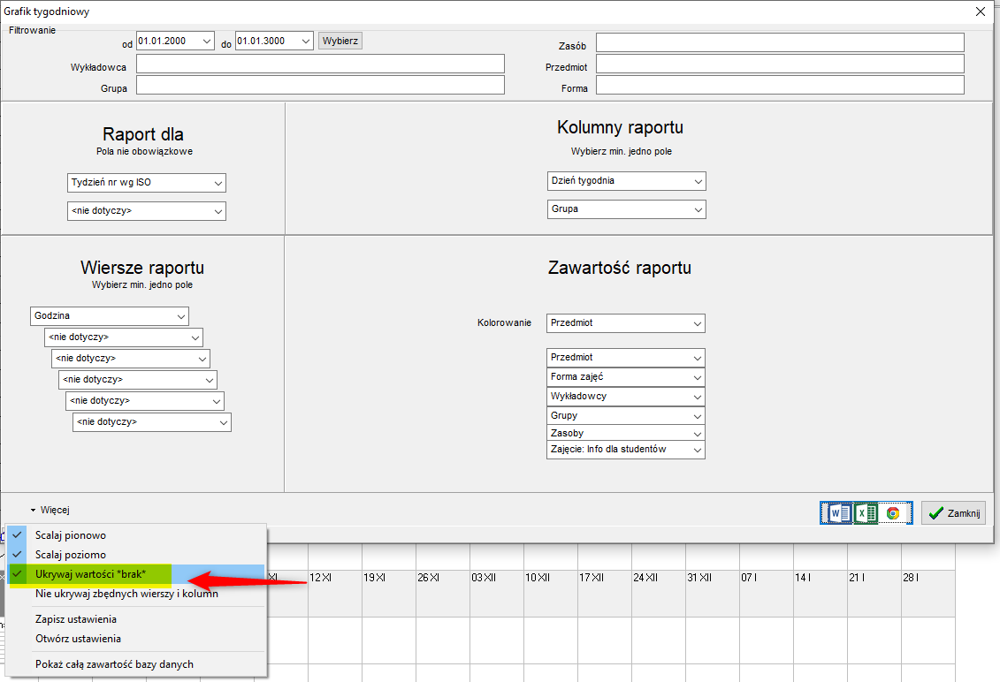 Grafik tygodniowy
Filtrowanie
od 01.01.2000 do 01.01.3000 Wybierz
Zasób
Wykładowca
Przedmiot
Grupa
Forma
Raport dla
Pola nie obowiązkowe
Tydzień nr wg ISO
<nie dotyczy>
Kolumny raportu
Wybierz min. jedno pole
Dzień tygodnia
Grupa
Wiersze raportu
Wybierz min. jedno pole
Godzina
<nie dotyczy>
<nie dotyczy>
<nie dotyczy>
<nie dotyczy>
<nie dotyczy>
Zawartość raportu
Kolorowanie Przedmiot
Przedmiot
Forma zajęć
Wykładowcy
Grupy
Zasoby
Zajęcie: Info dla studentów
Więcej
Zamknij
Scalaj pionowo
Scalaj poziomo
Ukrywaj wartości *brak*
Nie ukrywaj zbędnych wierszy i kolumn
Zapisz ustawienia
Otwórz ustawienia
Pokaż całą zawartość bazy danych
XI 12 XI 19 XI 26 XI 03 XII 10 XII 17 XII 24 XII 31 XII 07 I 14 I 21 I 28 I